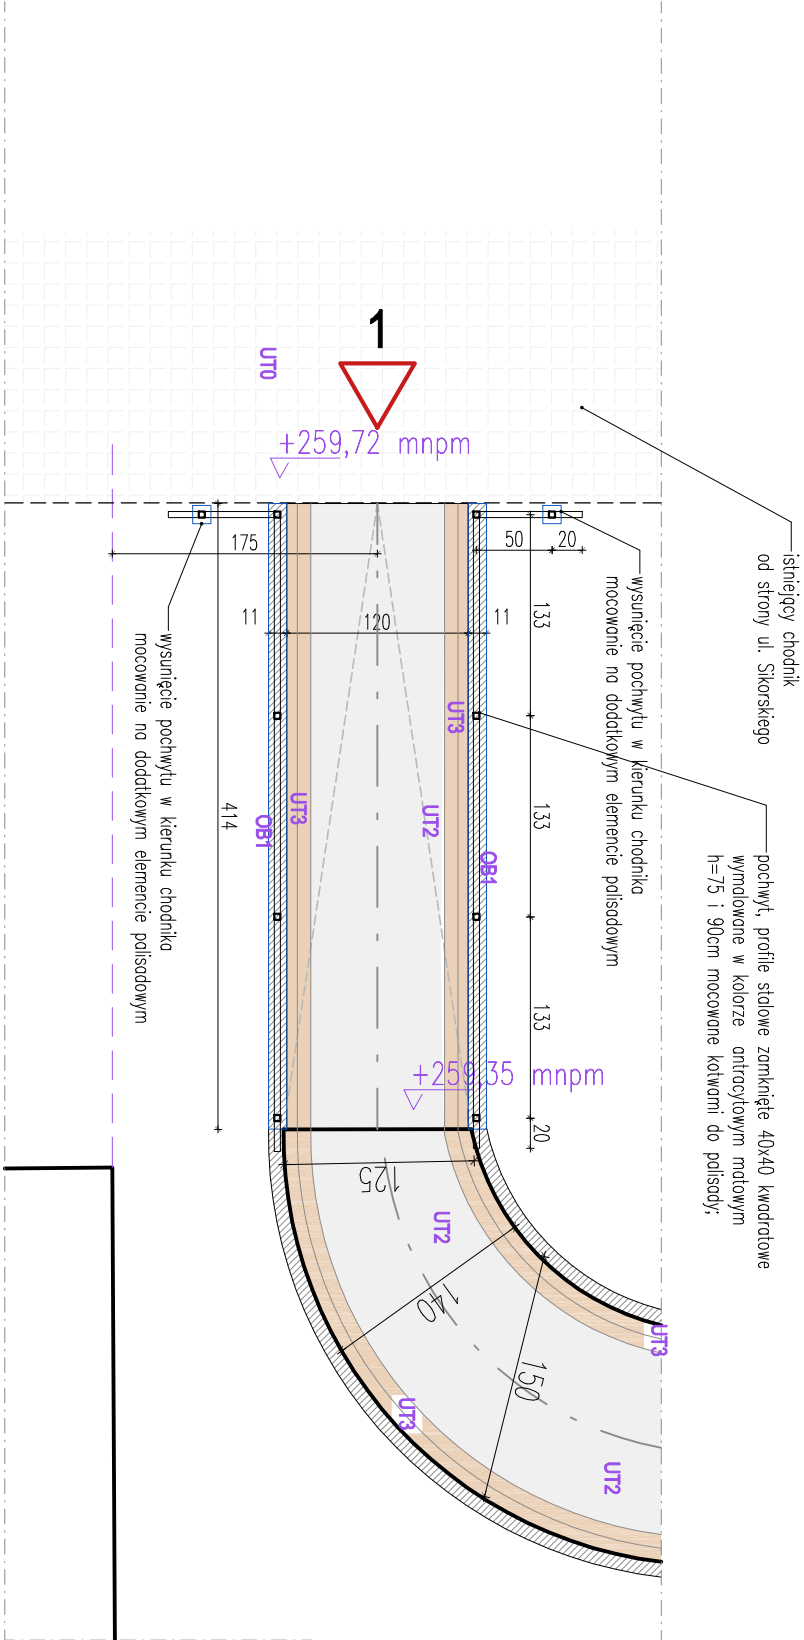 1
UT0
+259,72 mnpm
istniejący chodnik
od strony ul. Sikorskiego
175
50
20
11
120
11
133
wysunięcie pochwytu w kierunku chodnika
mocowanie na dodatkowym elemencie palisadowym
wysunięcie pochwytu w kierunku chodnika
mocowanie na dodatkowym elemencie palisadowym
UT3
UT3
UT2
OB1
OB1
414
133
pochwyt, profile stalowe zamknięte 40x40 kwadratowe
wymalowane w kolorze antracytowym matowym
h=75 i 90cm mocowane kotwami do palisady;
133
+259,35 mnpm
20
125
UT2
140
150
UT3
UT3
UT2